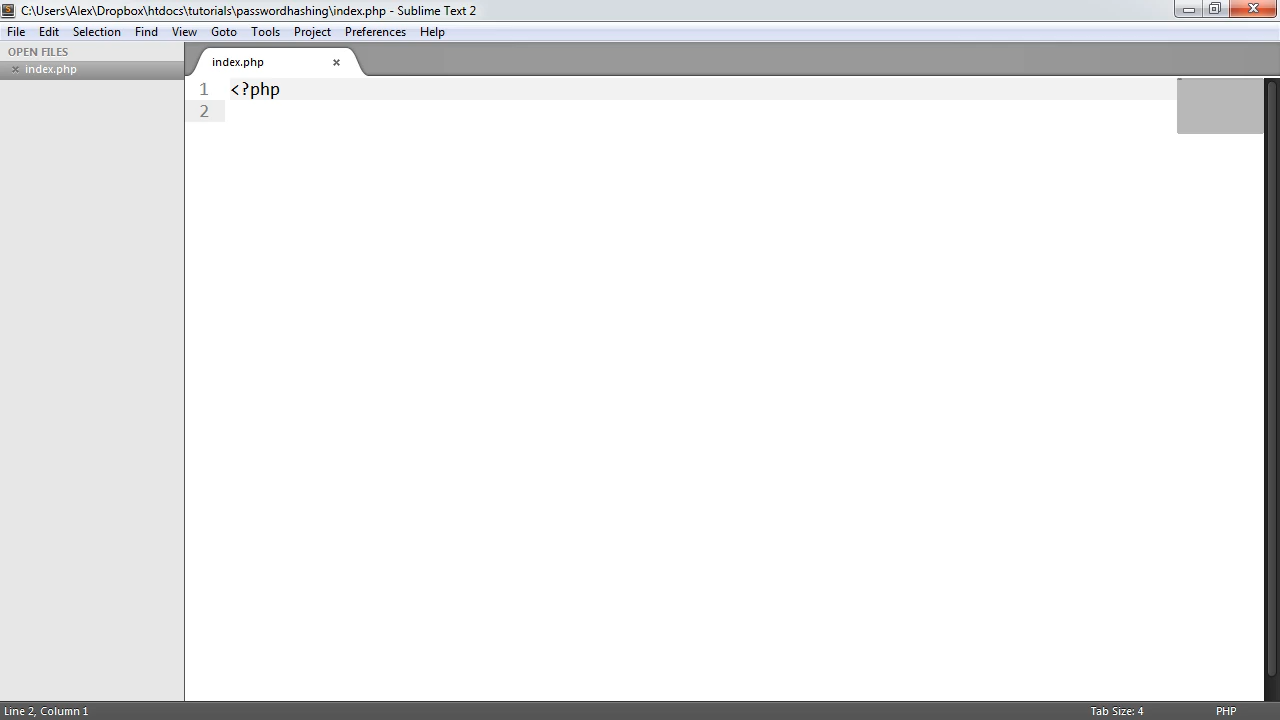 C:\Users\Alex\Dropbox\htdocs\tutorials\passwordhashing\index.php - Sublime Text 2
File Edit Selection Find View Goto Tools Project Preferences Help
OPEN FILES
index.php
index.php
1 <?php
2
Line 2, Column 1
Tab Size: 4
PHP